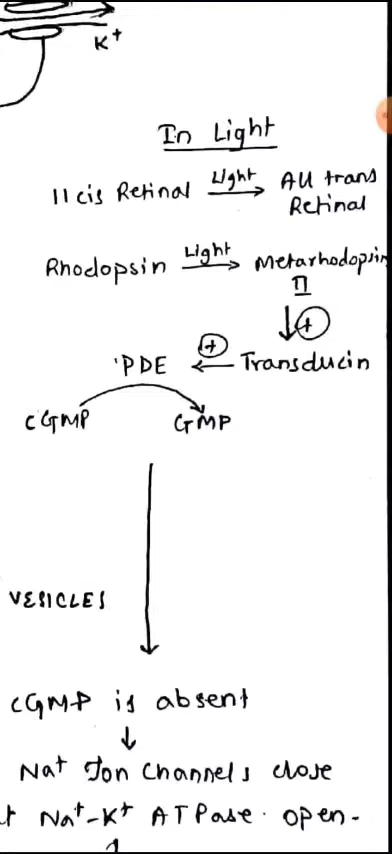 K⁺
In Light
11 cis Retinal Light → All trans
Retinal
Rhodopsin Light → Metarhodopsin
II
↓ +
PDE + ← Transducin
cGMP GMP
VESICLES
cGMP is absent
↓
Na⁺ Ion Channels close
t Na⁺-K⁺ ATPase open-